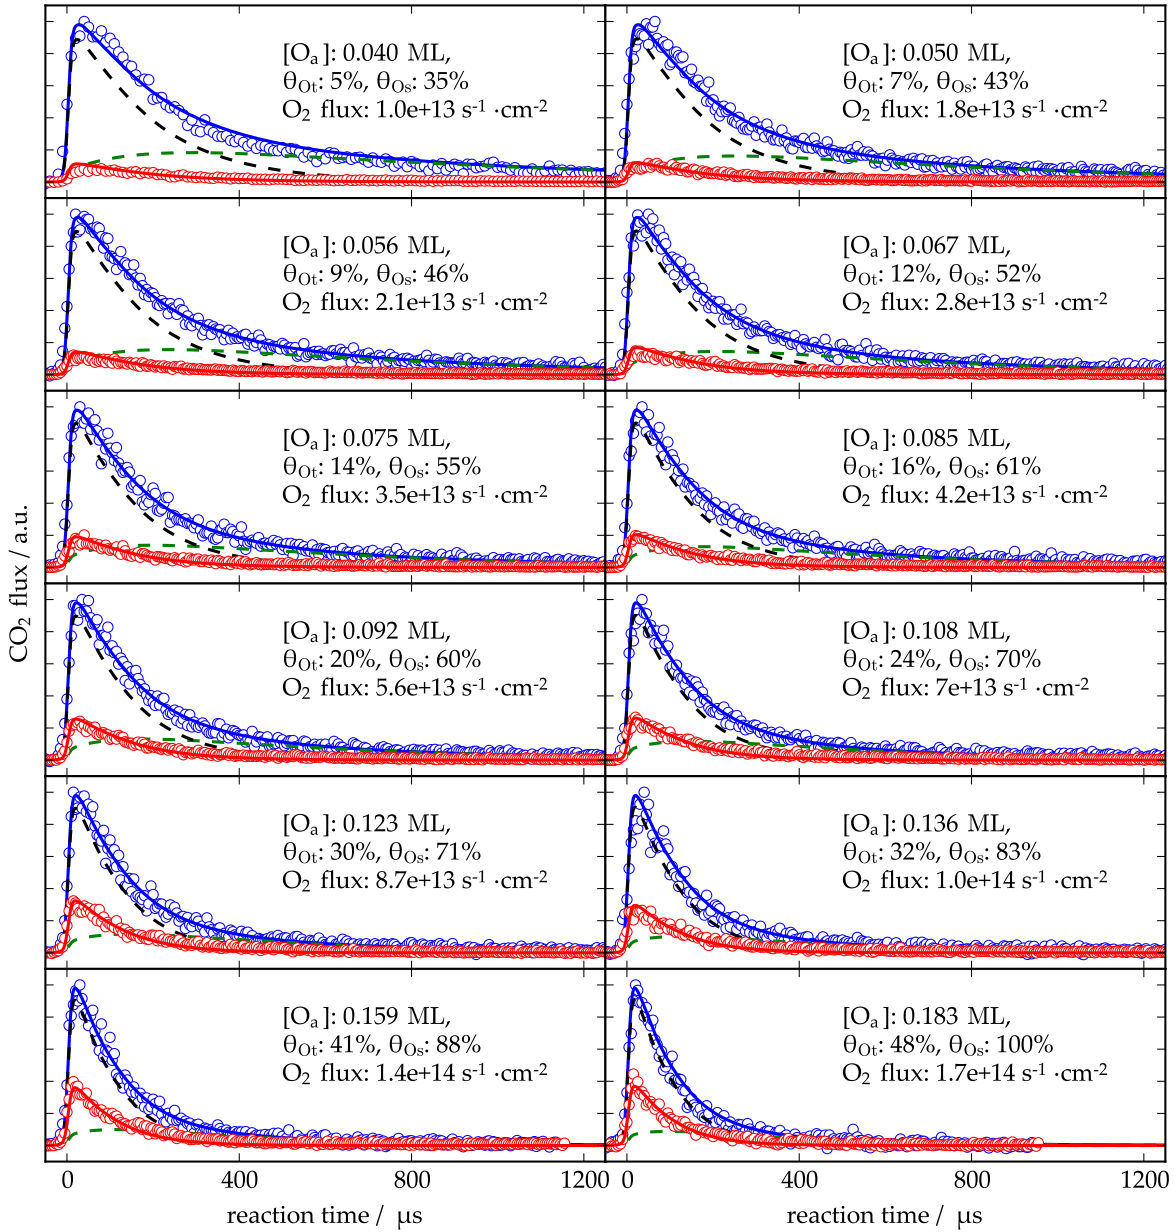 [Oₐ]: 0.040 ML,
θOt: 5%, θOs: 35%
O₂ flux: 1.0e+13 s⁻¹ ·cm⁻²
[Oₐ]: 0.050 ML,
θOt: 7%, θOs: 43%
O₂ flux: 1.8e+13 s⁻¹ ·cm⁻²
[Oₐ]: 0.056 ML,
θOt: 9%, θOs: 46%
O₂ flux: 2.1e+13 s⁻¹ ·cm⁻²
[Oₐ]: 0.067 ML,
θOt: 12%, θOs: 52%
O₂ flux: 2.8e+13 s⁻¹ ·cm⁻²
[Oₐ]: 0.075 ML,
θOt: 14%, θOs: 55%
O₂ flux: 3.5e+13 s⁻¹ ·cm⁻²
[Oₐ]: 0.085 ML,
θOt: 16%, θOs: 61%
O₂ flux: 4.2e+13 s⁻¹ ·cm⁻²
CO₂ flux / a.u.
[Oₐ]: 0.092 ML,
θOt: 20%, θOs: 60%
O₂ flux: 5.6e+13 s⁻¹ ·cm⁻²
[Oₐ]: 0.108 ML,
θOt: 24%, θOs: 70%
O₂ flux: 7e+13 s⁻¹ ·cm⁻²
[Oₐ]: 0.123 ML,
θOt: 30%, θOs: 71%
O₂ flux: 8.7e+13 s⁻¹ ·cm⁻²
[Oₐ]: 0.136 ML,
θOt: 32%, θOs: 83%
O₂ flux: 1.0e+14 s⁻¹ ·cm⁻²
[Oₐ]: 0.159 ML,
θOt: 41%, θOs: 88%
O₂ flux: 1.4e+14 s⁻¹ ·cm⁻²
[Oₐ]: 0.183 ML,
θOt: 48%, θOs: 100%
O₂ flux: 1.7e+14 s⁻¹ ·cm⁻²
0 400 800 1200
0 400 800 1200
reaction time / μs
reaction time / μs